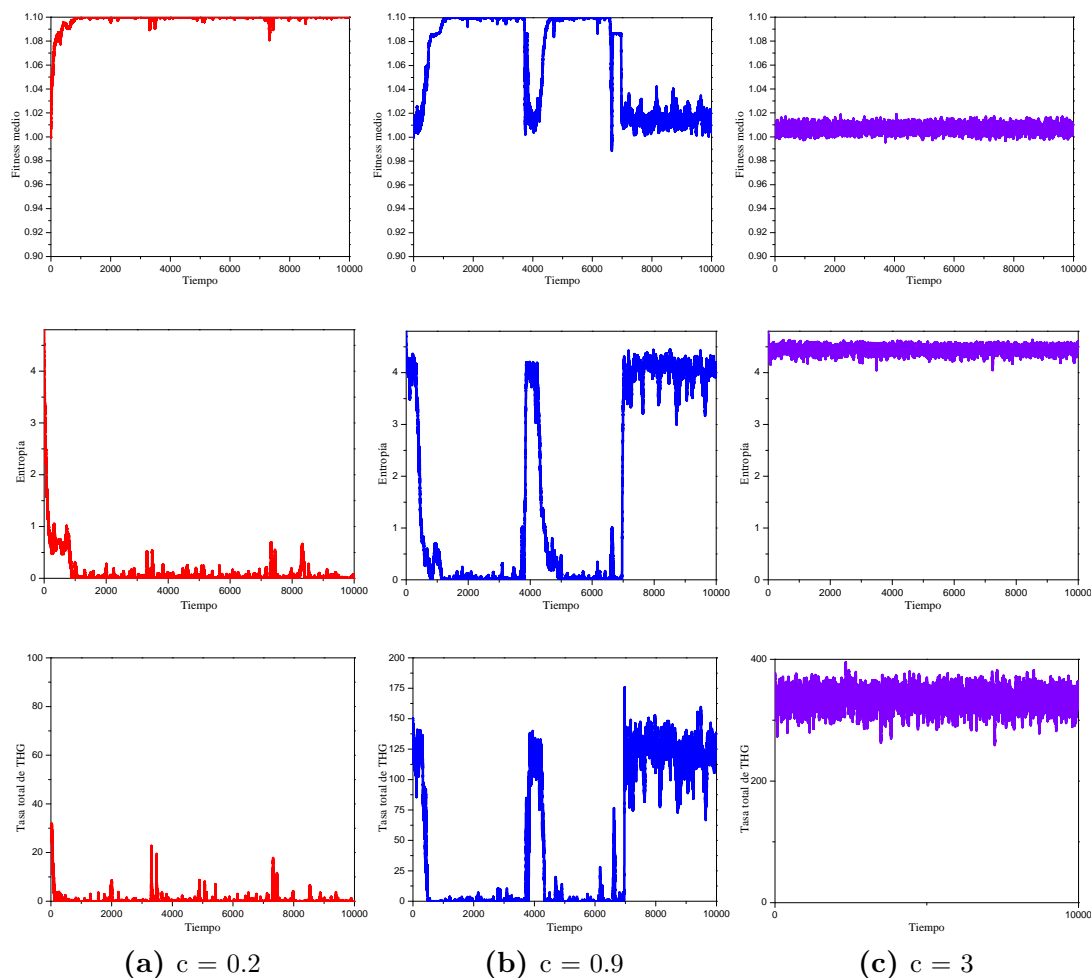 1.10
1.08
1.06
1.04
1.02
1.00
0.98
0.96
0.94
0.92
0.90
Fitness medio
0 2000 4000 6000 8000 10000
Tiempo
1.10
1.08
1.06
1.04
1.02
1.00
0.98
0.96
0.94
0.92
0.90
Fitness medio
0 2000 4000 6000 8000 10000
Tiempo
1.10
1.08
1.06
1.04
1.02
1.00
0.98
0.96
0.94
0.92
0.90
Fitness medio
0 2000 4000 6000 8000 10000
Tiempo
4
3
2
1
0
Entropía
0 2000 4000 6000 8000 10000
Tiempo
4
3
2
1
0
Entropía
0 2000 4000 6000 8000 10000
Tiempo
4
3
2
1
0
Entropía
0 2000 4000 6000 8000 10000
Tiempo
100
80
60
40
20
0
Tasa total de THG
0 2000 4000 6000 8000 10000
Tiempo
200
175
150
125
100
75
50
25
0
Tasa total de THG
0 2000 4000 6000 8000 10000
Tiempo
400
200
0
Tasa total de THG
0 10000
Tiempo
(a) c = 0.2
(b) c = 0.9
(c) c = 3